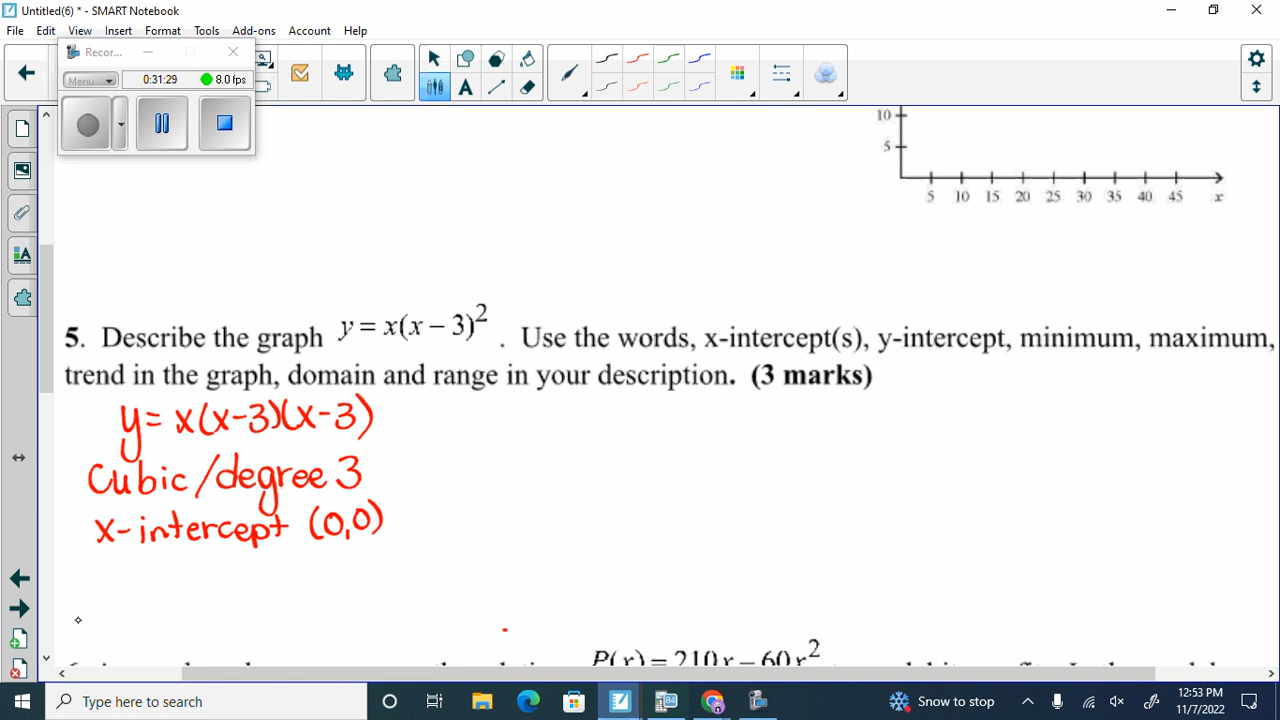 Untitled(6) * - SMART Notebook
File Edit View Insert Format Tools Add-ons Account Help
Recor...
Menu 0:31:29 8.0 fps
10
5
5 10 15 20 25 30 35 40 45 x
5. Describe the graph y = x(x − 3)² . Use the words, x-intercept(s), y-intercept, minimum, maximum,
trend in the graph, domain and range in your description. (3 marks)
y = x(x-3)(x-3)
Cubic/degree 3
x-intercept (0,0)
P(r) = 210r − 60r²
Type here to search
Snow to stop
12:53 PM
11/7/2022